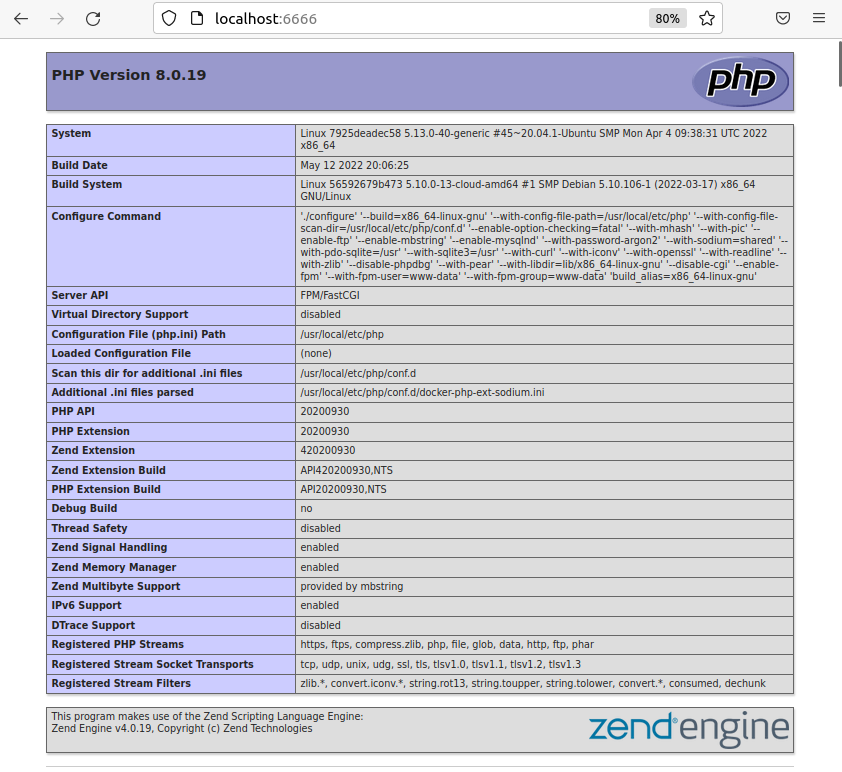 localhost:6666
80%
PHP Version 8.0.19
php
System
Linux 7925deadec58 5.13.0-40-generic #45~20.04.1-Ubuntu SMP Mon Apr 4 09:38:31 UTC 2022
x86_64
Build Date
May 12 2022 20:06:25
Build System
Linux 56592679b473 5.10.0-13-cloud-amd64 #1 SMP Debian 5.10.106-1 (2022-03-17) x86_64
GNU/Linux
Configure Command
'./configure' '--build=x86_64-linux-gnu' '--with-config-file-path=/usr/local/etc/php' '--with-config-file-
scan-dir=/usr/local/etc/php/conf.d' '--enable-option-checking=fatal' '--with-mhash' '--with-pic' '--
enable-ftp' '--enable-mbstring' '--enable-mysqlnd' '--with-password-argon2' '--with-sodium=shared' '--
with-pdo-sqlite=/usr' '--with-sqlite3=/usr' '--with-curl' '--with-iconv' '--with-openssl' '--with-readline' '--
with-zlib' '--disable-phpdbg' '--with-pear' '--with-libdir=lib/x86_64-linux-gnu' '--disable-cgi' '--enable-
fpm' '--with-fpm-user=www-data' '--with-fpm-group=www-data' 'build_alias=x86_64-linux-gnu'
Server API
FPM/FastCGI
Virtual Directory Support
disabled
Configuration File (php.ini) Path
/usr/local/etc/php
Loaded Configuration File
(none)
Scan this dir for additional .ini files
/usr/local/etc/php/conf.d
Additional .ini files parsed
/usr/local/etc/php/conf.d/docker-php-ext-sodium.ini
PHP API
20200930
PHP Extension
20200930
Zend Extension
420200930
Zend Extension Build
API420200930,NTS
PHP Extension Build
API20200930,NTS
Debug Build
no
Thread Safety
disabled
Zend Signal Handling
enabled
Zend Memory Manager
enabled
Zend Multibyte Support
provided by mbstring
IPv6 Support
enabled
DTrace Support
disabled
Registered PHP Streams
https, ftps, compress.zlib, php, file, glob, data, http, ftp, phar
Registered Stream Socket Transports
tcp, udp, unix, udg, ssl, tls, tlsv1.0, tlsv1.1, tlsv1.2, tlsv1.3
Registered Stream Filters
zlib.*, convert.iconv.*, string.rot13, string.toupper, string.tolower, convert.*, consumed, dechunk
This program makes use of the Zend Scripting Language Engine:
Zend Engine v4.0.19, Copyright (c) Zend Technologies
zend® engine